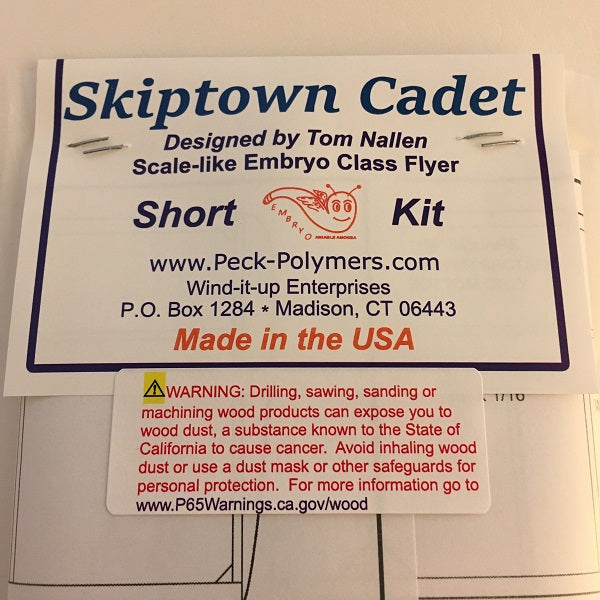 Skiptown Cadet
Designed by Tom Nallen
Scale-like Embryo Class Flyer
Short Kit
EMBRYO
AIRABLE AMOEBA
www.Peck-Polymers.com
Wind-it-up Enterprises
P.O. Box 1284 * Madison, CT 06443
Made in the USA
1/16
WARNING: Drilling, sawing, sanding or
machining wood products can expose you to
wood dust, a substance known to the State of
California to cause cancer. Avoid inhaling wood
dust or use a dust mask or other safeguards for
personal protection. For more information go to
www.P65Warnings.ca.gov/wood